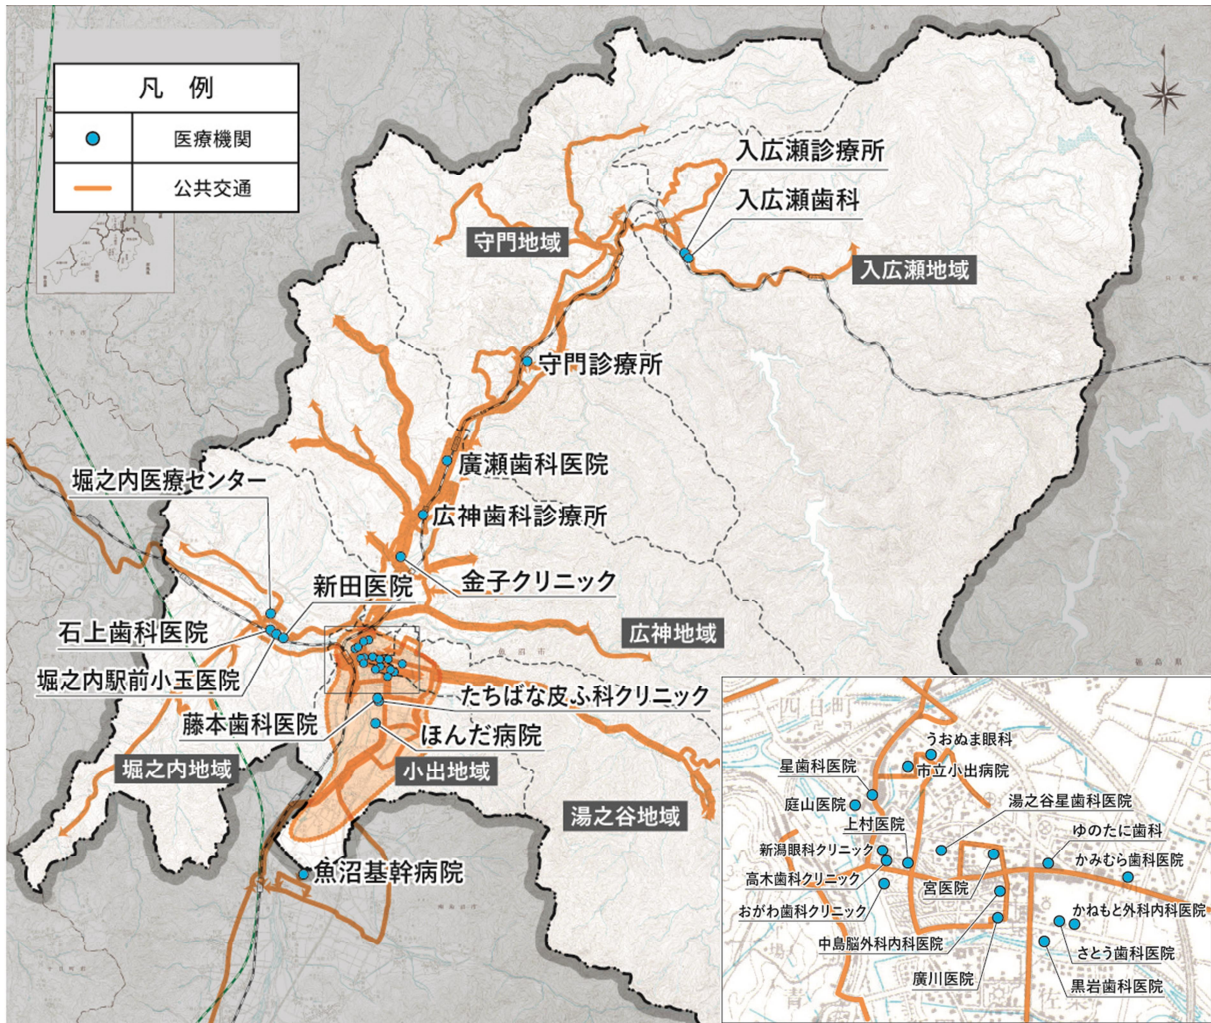 凡 例
医療機関
公共交通
入広瀬診療所
入広瀬歯科
守門地域
入広瀬地域
守門診療所
廣瀬歯科医院
堀之内医療センター
広神歯科診療所
新田医院
金子クリニック
石上歯科医院
広神地域
魚沼市
福島県
堀之内駅前小玉医院
たちばな皮ふ科クリニック
藤本歯科医院
ほんだ病院
堀之内地域
小出地域
湯之谷地域
魚沼基幹病院
四日町
うおぬま眼科
星歯科医院
市立小出病院
庭山医院
湯之谷星歯科医院
上村医院
ゆのたに歯科
新潟眼科クリニック
かみむら歯科医院
高木歯科クリニック
宮医院
おがわ歯科クリニック
かねもと外科内科医院
中島脳外科内科医院
さとう歯科医院
廣川医院
黒岩歯科医院